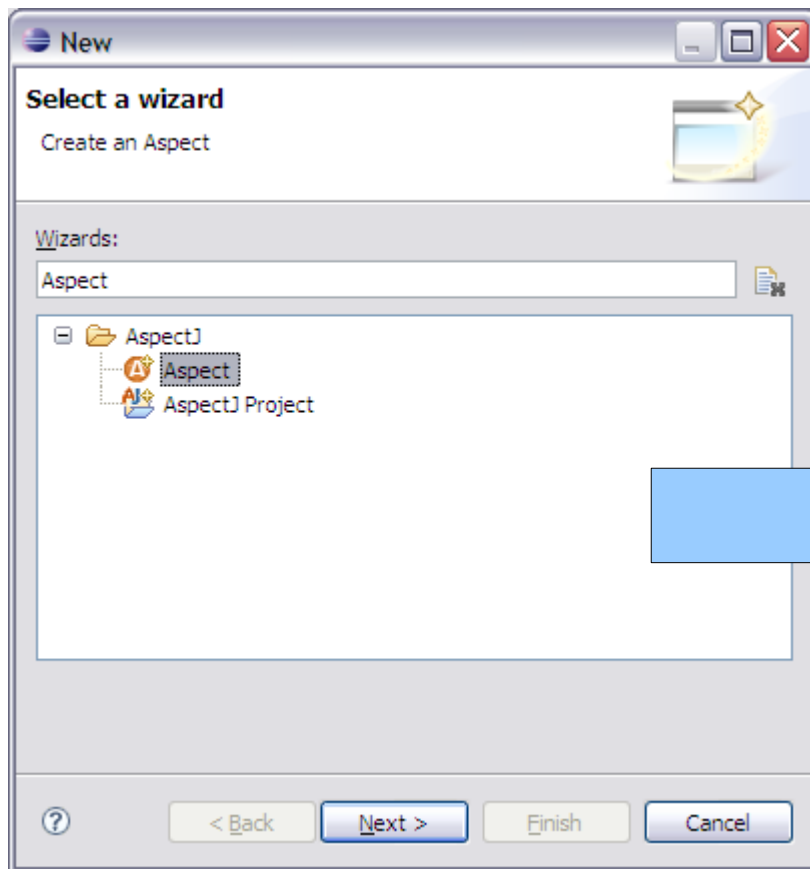 New
Select a wizard
Create an Aspect
Wizards:
Aspect
AspectJ
Aspect
AspectJ Project
< Back Next > Finish Cancel